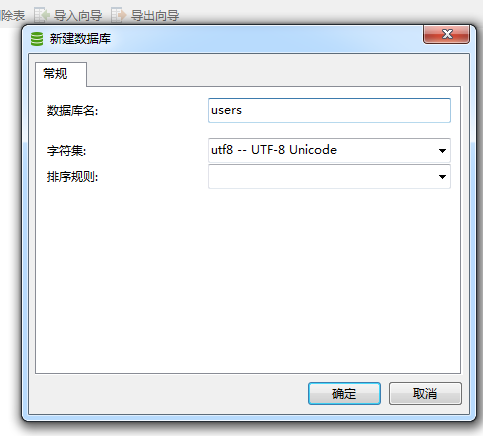 除表 导入向导 导出向导
新建数据库
常规
数据库名: users
字符集: utf8 -- UTF-8 Unicode
排序规则:
确定 取消